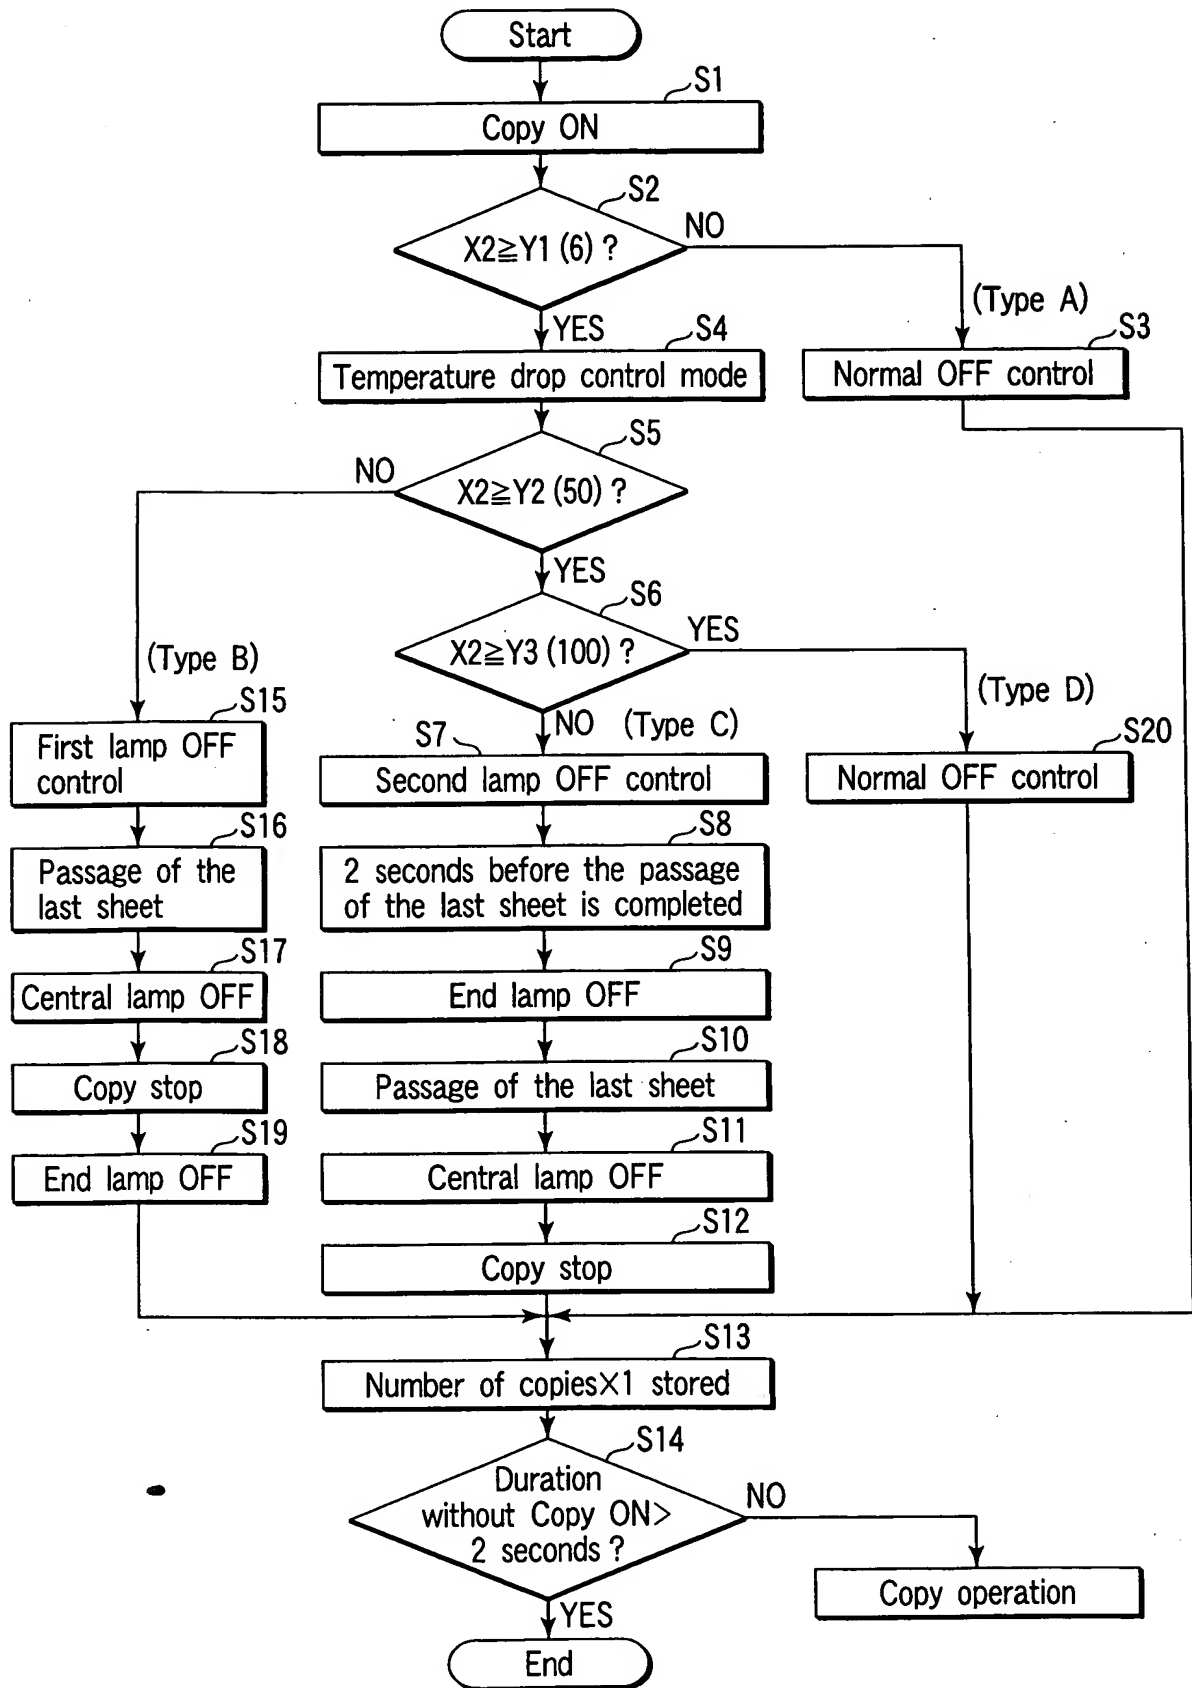 Start
S1
Copy ON
S2
X2≧Y1 (6) ?
NO
YES
(Type A)
S3
Normal OFF control
S4
Temperature drop control mode
S5
X2≧Y2 (50) ?
NO
YES
S6
X2≧Y3 (100) ?
YES
(Type B)
(Type D)
S15
First lamp OFF
control
NO (Type C)
S7
Second lamp OFF control
S20
Normal OFF control
S16
Passage of the
last sheet
S8
2 seconds before the passage
of the last sheet is completed
S17
Central lamp OFF
S9
End lamp OFF
S18
Copy stop
S10
Passage of the last sheet
S19
End lamp OFF
S11
Central lamp OFF
S12
Copy stop
S13
Number of copies×1 stored
S14
Duration
without Copy ON>
2 seconds ?
NO
Copy operation
YES
End